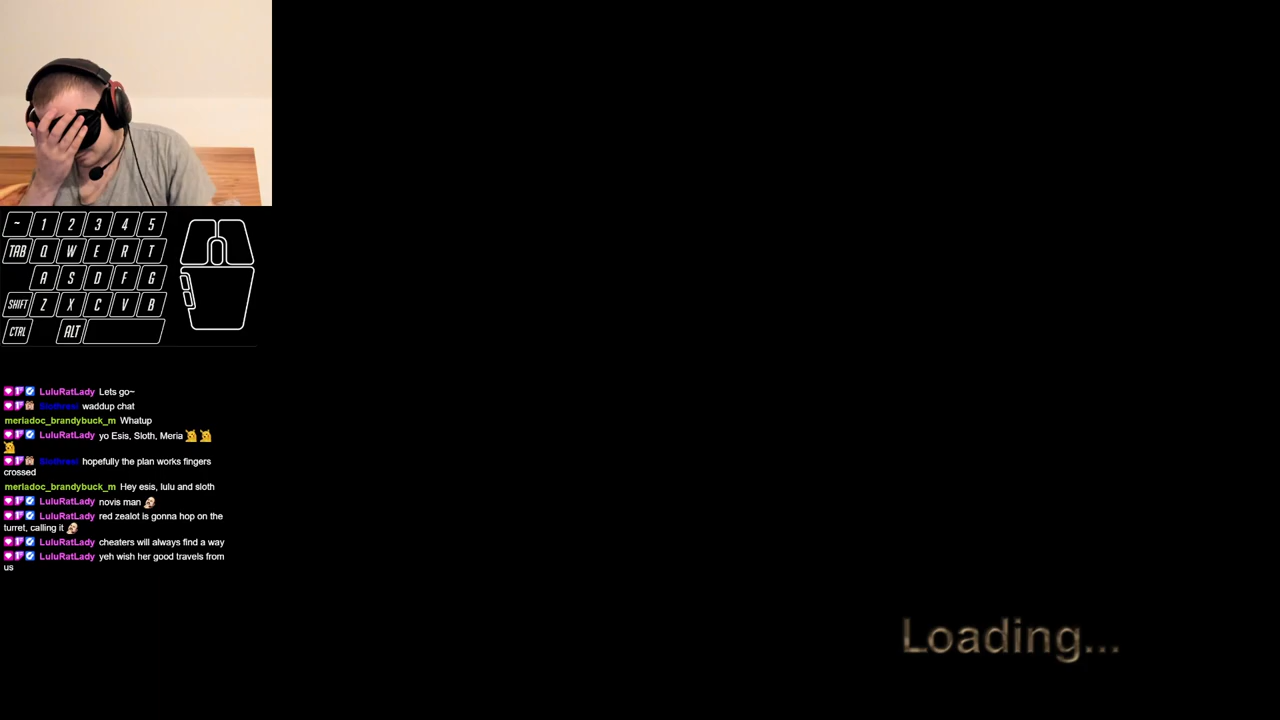 ~ 1 2 3 4 5
TAB Q W E R T
A S D F G
SHIFT Z X C V B
CTRL ALT
LuluRatLady Lets go~
waddup chat
meriadoc_brandybuck_m Whatup
LuluRatLady yo Esis, Sloth, Meria
hopefully the plan works fingers
crossed
meriadoc_brandybuck_m Hey esis, lulu and sloth
LuluRatLady novis man
LuluRatLady red zealot is gonna hop on the
turret, calling it
LuluRatLady cheaters will always find a way
LuluRatLady yeh wish her good travels from
us
Loading...